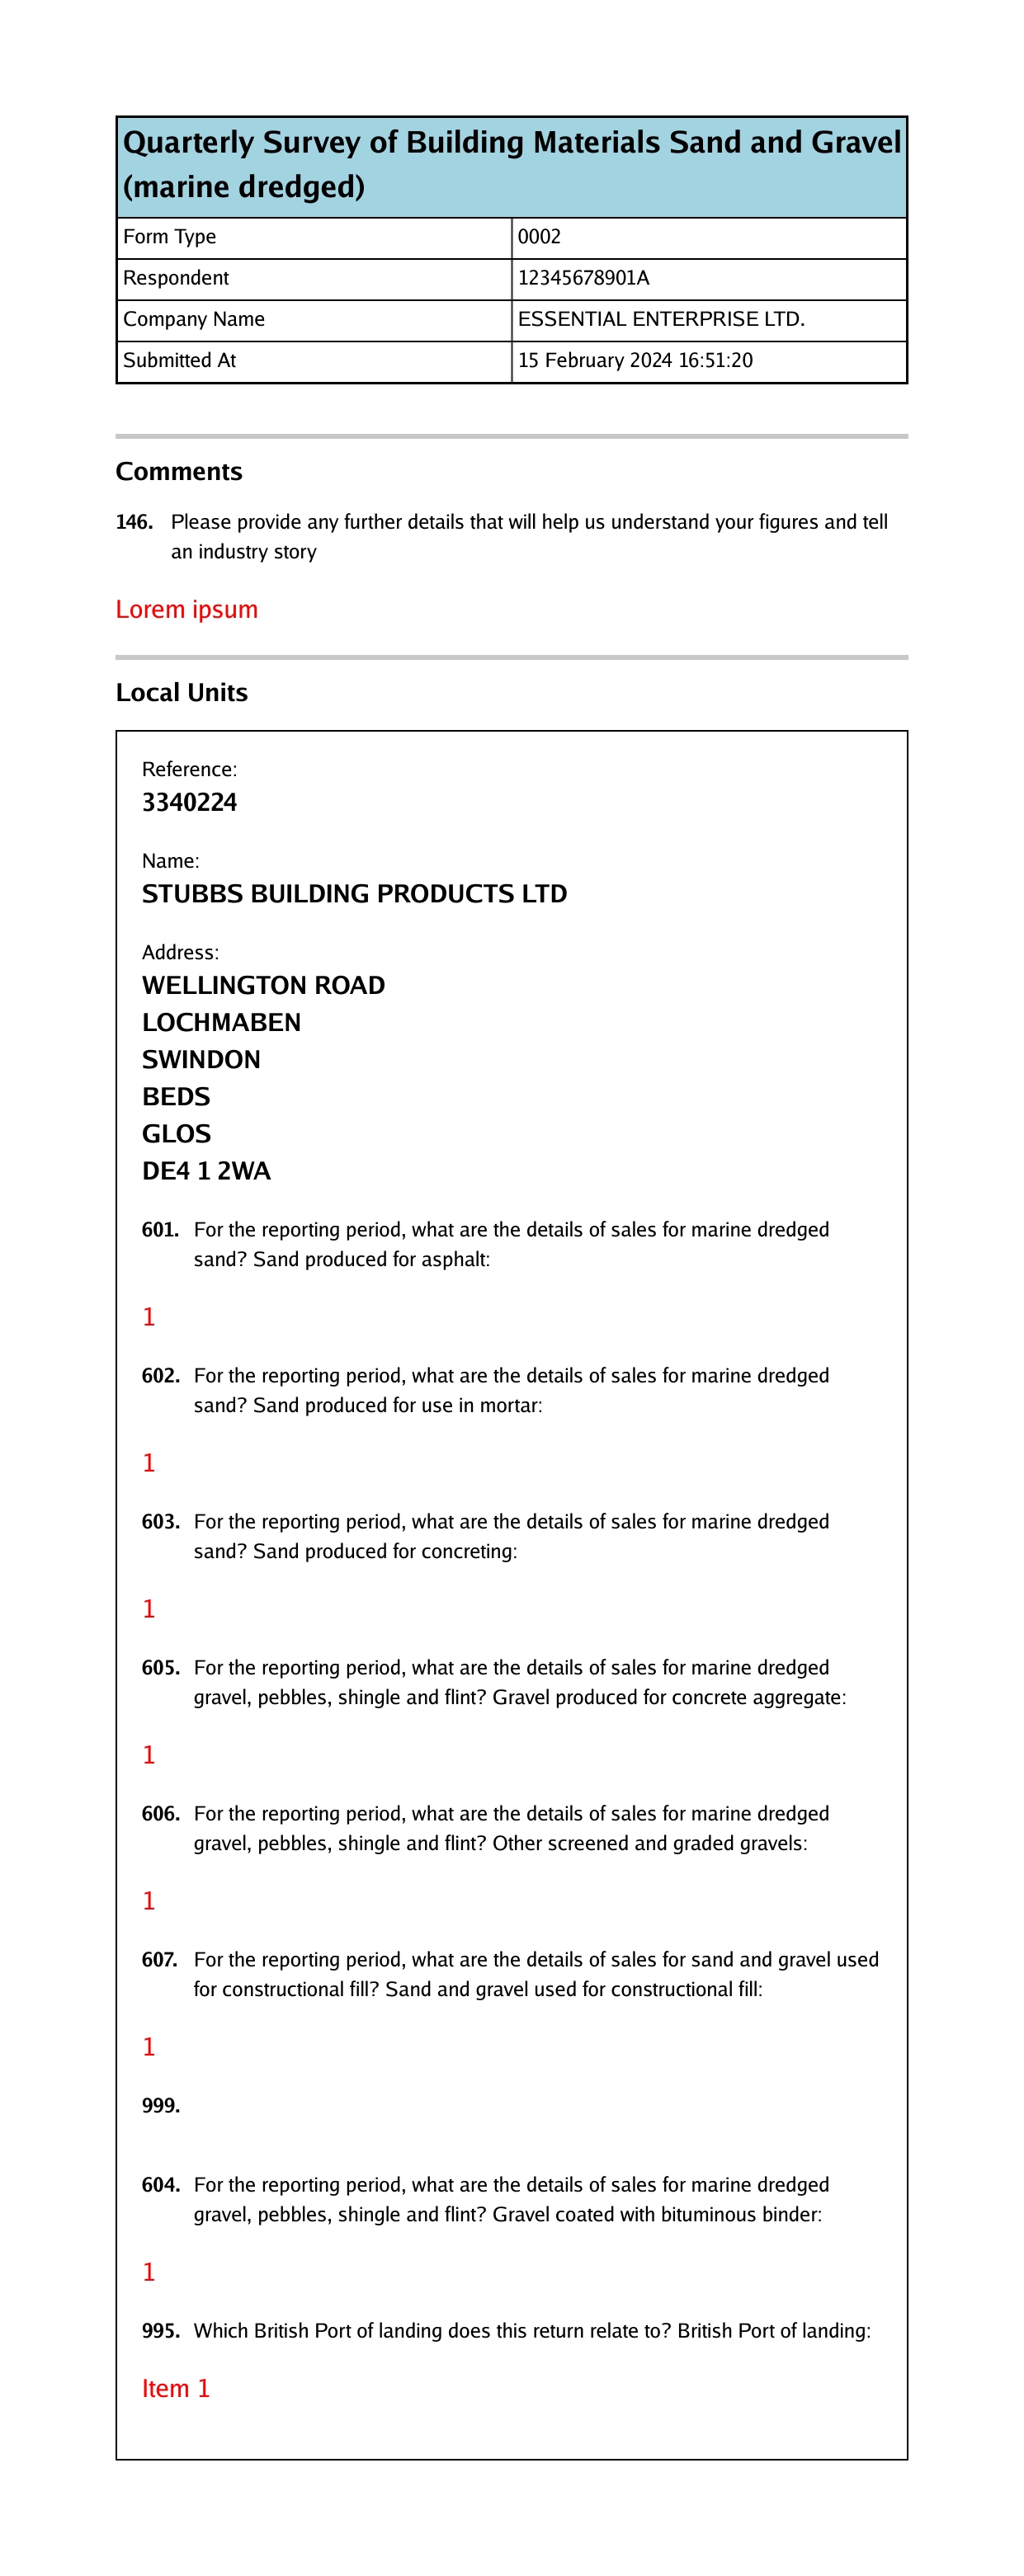 Quarterly Survey of Building Materials Sand and Gravel
(marine dredged)
Form Type 0002
Respondent 12345678901A
Company Name ESSENTIAL ENTERPRISE LTD.
Submitted At 15 February 2024 16:51:20
Comments
146. Please provide any further details that will help us understand your figures and tell
an industry story
Lorem ipsum
Local Units
Reference:
3340224
Name:
STUBBS BUILDING PRODUCTS LTD
Address:
WELLINGTON ROAD
LOCHMABEN
SWINDON
BEDS
GLOS
DE4 1 2WA
601. For the reporting period, what are the details of sales for marine dredged
sand? Sand produced for asphalt:
1
602. For the reporting period, what are the details of sales for marine dredged
sand? Sand produced for use in mortar:
1
603. For the reporting period, what are the details of sales for marine dredged
sand? Sand produced for concreting:
1
605. For the reporting period, what are the details of sales for marine dredged
gravel, pebbles, shingle and flint? Gravel produced for concrete aggregate:
1
606. For the reporting period, what are the details of sales for marine dredged
gravel, pebbles, shingle and flint? Other screened and graded gravels:
1
607. For the reporting period, what are the details of sales for sand and gravel used
for constructional fill? Sand and gravel used for constructional fill:
1
999.
604. For the reporting period, what are the details of sales for marine dredged
gravel, pebbles, shingle and flint? Gravel coated with bituminous binder:
1
995. Which British Port of landing does this return relate to? British Port of landing:
Item 1